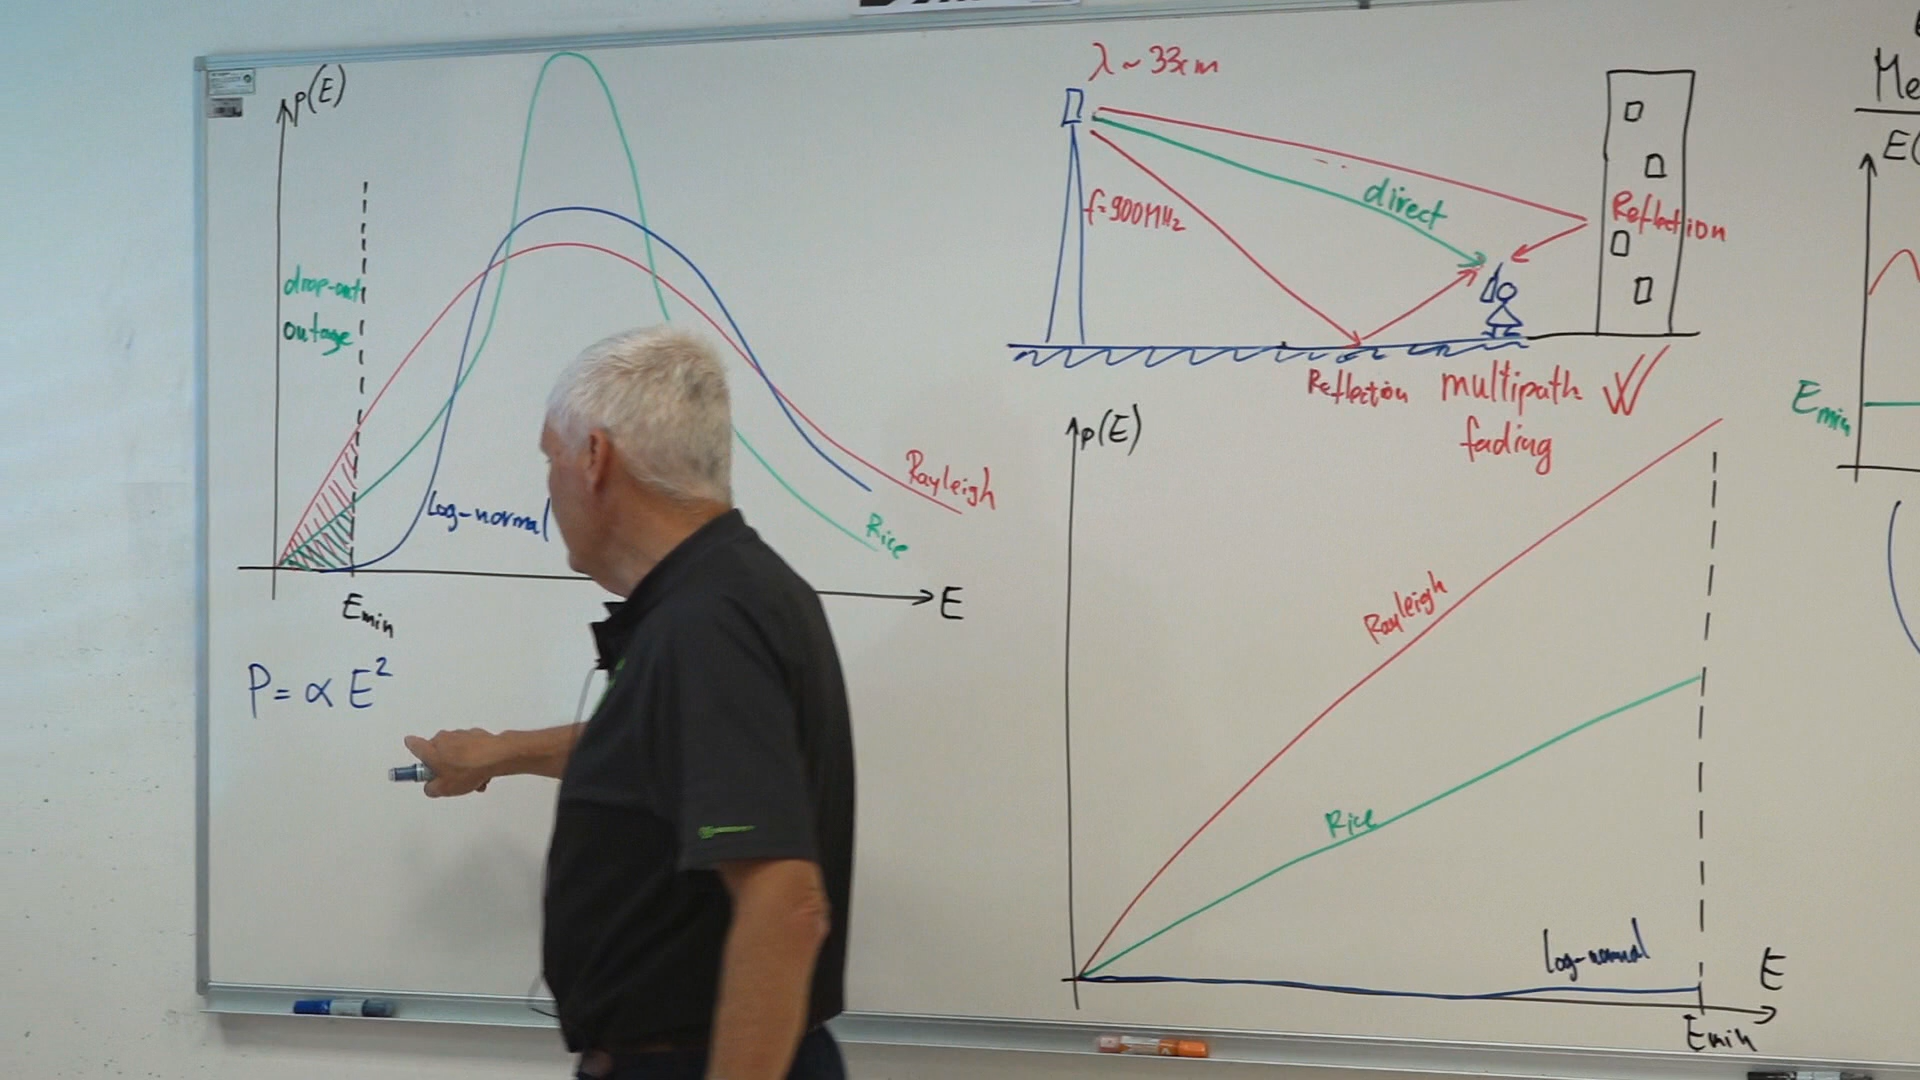 p(E)
drop-out
outage
Log-normal
Rayleigh
Rice
Emin
E
P = α E²
λ ~ 33cm
f=900MHz
direct
Reflection
Reflection
multipath
fading
p(E)
Rayleigh
Rice
log-normal
E
Emin
Me
E(
Emin